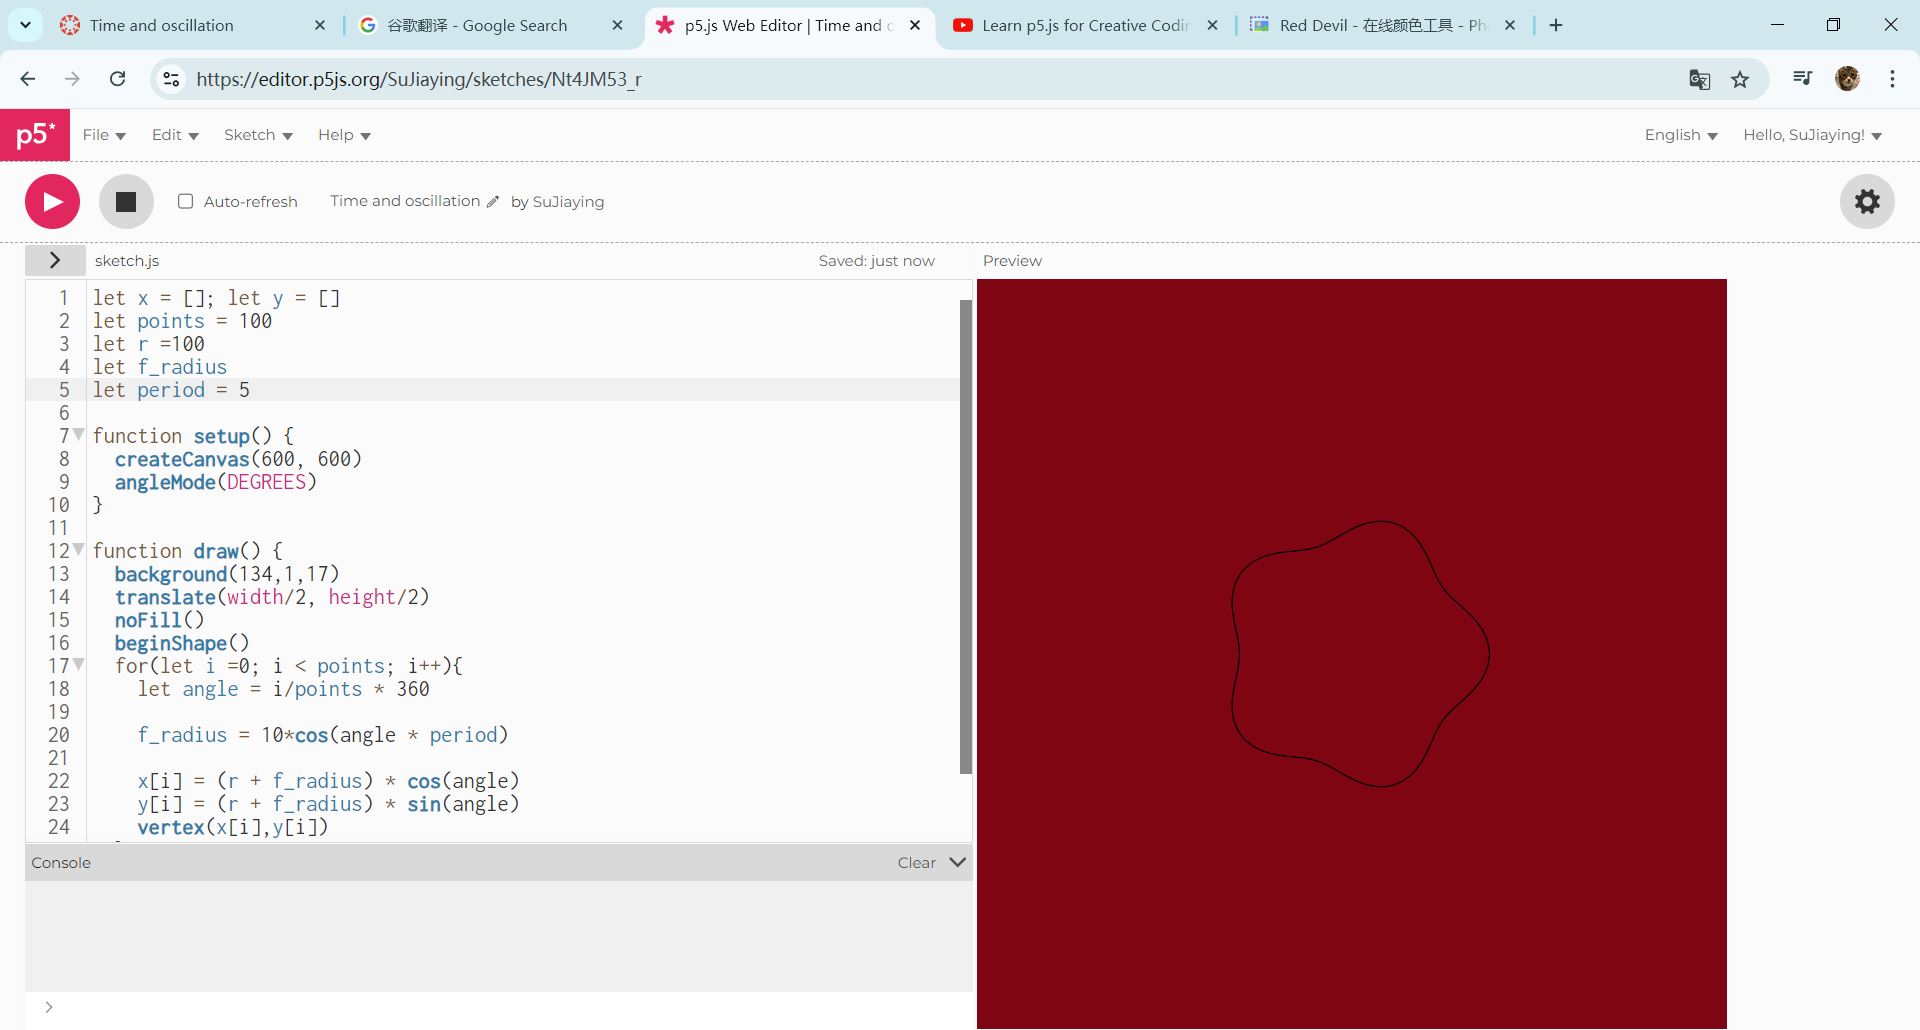 Time and oscillation
谷歌翻译 - Google Search
p5.js Web Editor | Time and
Learn p5.js for Creative Codin
Red Devil - 在线颜色工具 - Ph
https://editor.p5js.org/SuJiaying/sketches/Nt4JM53_r
p5*
File
Edit
Sketch
Help
English
Hello, SuJiaying!
Auto-refresh
Time and oscillation
by SuJiaying
sketch.js
Saved: just now
Preview
1 let x = []; let y = []
2 let points = 100
3 let r =100
4 let f_radius
5 let period = 5
6
7 function setup() {
8 createCanvas(600, 600)
9 angleMode(DEGREES)
10 }
11
12 function draw() {
13 background(134,1,17)
14 translate(width/2, height/2)
15 noFill()
16 beginShape()
17 for(let i =0; i < points; i++){
18 let angle = i/points * 360
19
20 f_radius = 10*cos(angle * period)
21
22 x[i] = (r + f_radius) * cos(angle)
23 y[i] = (r + f_radius) * sin(angle)
24 vertex(x[i],y[i])
Console
Clear
>